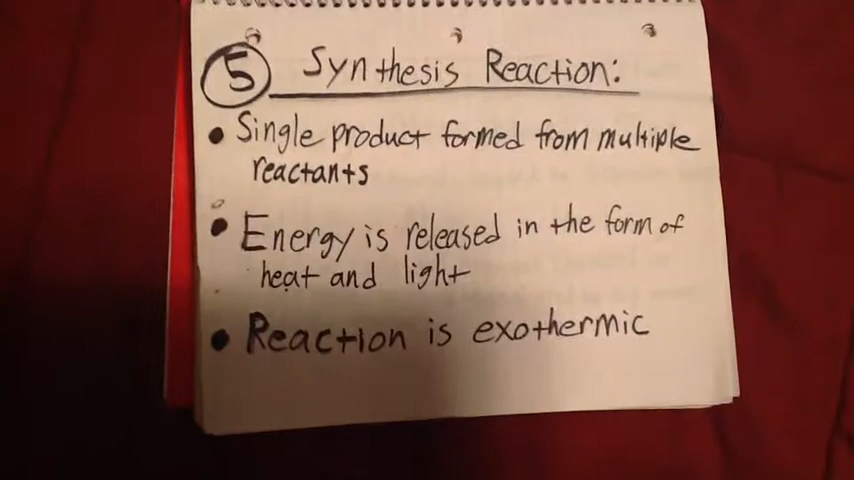 5 Synthesis Reaction:
• Single product formed from multiple
reactants
• Energy is released in the form of
heat and light
• Reaction is exothermic